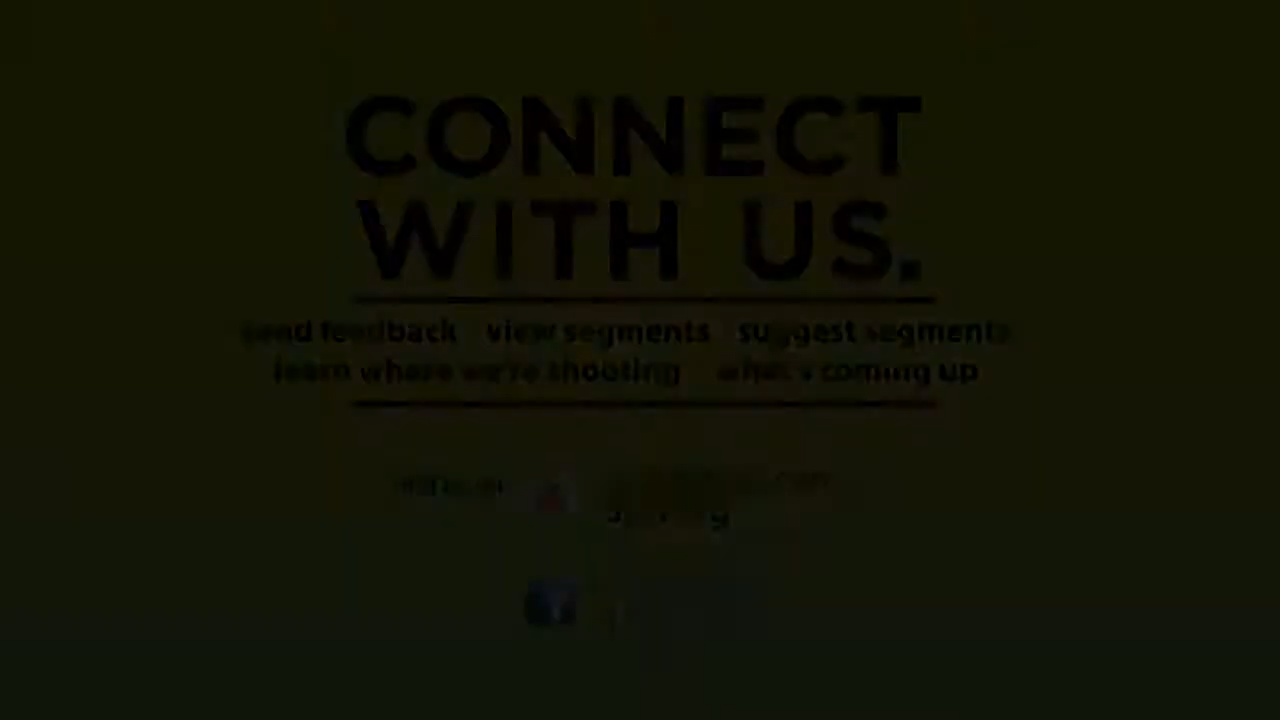 CONNECT
WITH US.
send feedback view segments suggest segments
learn where we're shooting what's coming up